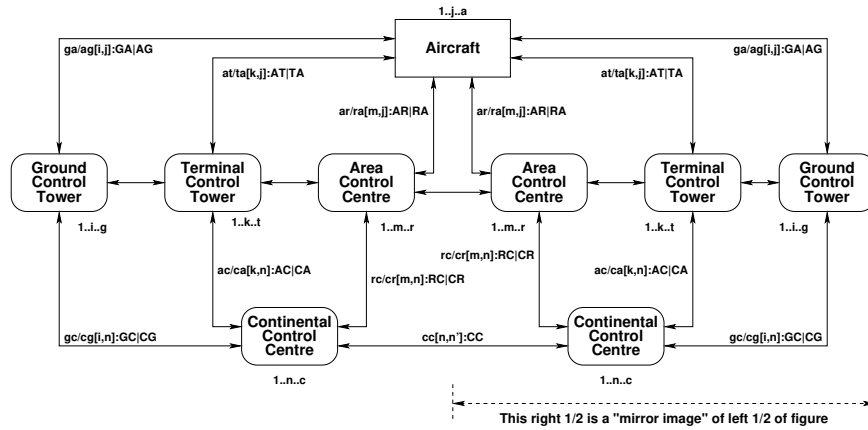 1..j..a
Aircraft
ga/ag[i,j]:GA|AG
ga/ag[i,j]:GA|AG
at/ta[k,j]:AT|TA
at/ta[k,j]:AT|TA
ar/ra[m,j]:AR|RA
ar/ra[m,j]:AR|RA
Ground
Control
Tower
Terminal
Control
Tower
Area
Control
Centre
Area
Control
Centre
Terminal
Control
Tower
Ground
Control
Tower
1..i..g
1..k..t
1..m..r
1..m..r
1..k..t
1..i..g
ac/ca[k,n]:AC|CA
rc/cr[m,n]:RC|CR
rc/cr[m,n]:RC|CR
ac/ca[k,n]:AC|CA
gc/cg[i,n]:GC|CG
Continental
Control
Centre
cc[n,n']:CC
Continental
Control
Centre
gc/cg[i,n]:GC|CG
1..n..c
1..n..c
This right 1/2 is a "mirror image" of left 1/2 of figure